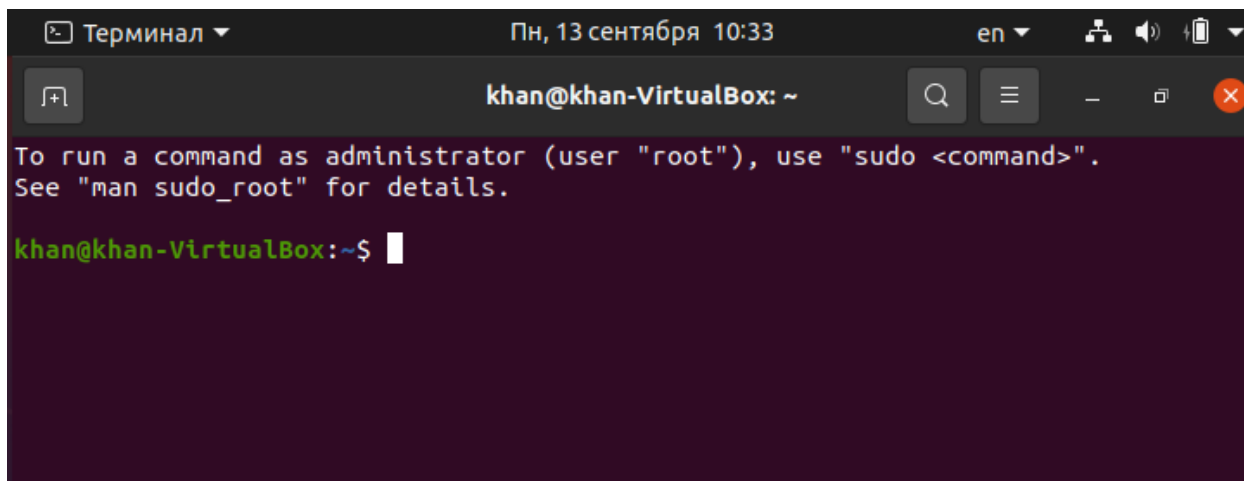 Терминал Пн, 13 сентября 10:33 en
khan@khan-VirtualBox: ~
To run a command as administrator (user "root"), use "sudo <command>".
See "man sudo_root" for details.
khan@khan-VirtualBox:~$